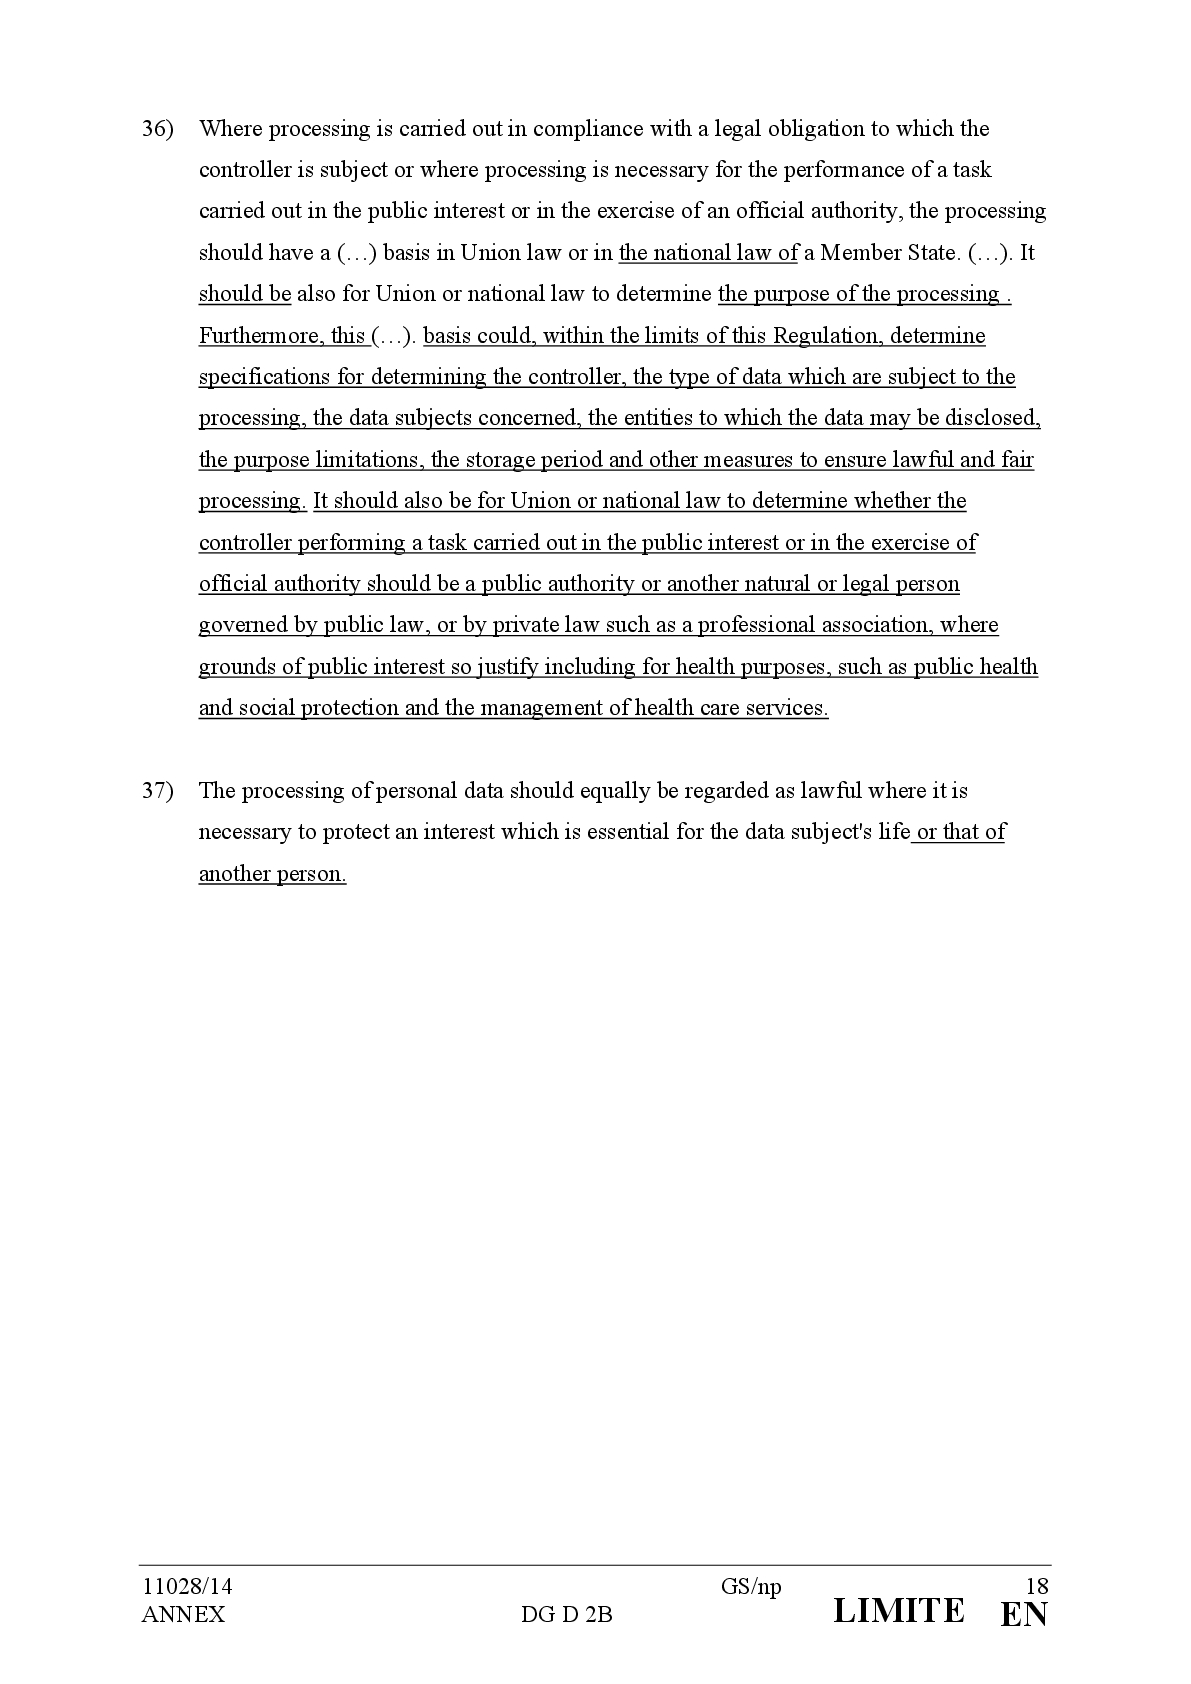 36) Where processing is carried out in compliance with a legal obligation to which the
controller is subject or where processing is necessary for the performance of a task
carried out in the public interest or in the exercise of an official authority, the processing
should have a (…) basis in Union law or in the national law of a Member State. (…). It
should be also for Union or national law to determine the purpose of the processing .
Furthermore, this (…). basis could, within the limits of this Regulation, determine
specifications for determining the controller, the type of data which are subject to the
processing, the data subjects concerned, the entities to which the data may be disclosed,
the purpose limitations, the storage period and other measures to ensure lawful and fair
processing. It should also be for Union or national law to determine whether the
controller performing a task carried out in the public interest or in the exercise of
official authority should be a public authority or another natural or legal person
governed by public law, or by private law such as a professional association, where
grounds of public interest so justify including for health purposes, such as public health
and social protection and the management of health care services.
37) The processing of personal data should equally be regarded as lawful where it is
necessary to protect an interest which is essential for the data subject's life or that of
another person.
11028/14 GS/np 18
ANNEX DG D 2B LIMITE EN